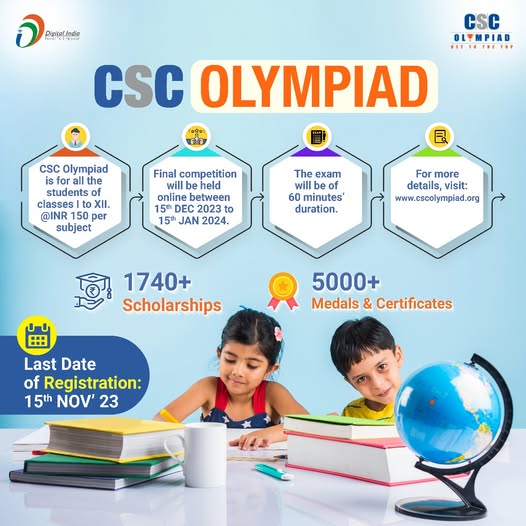 Digital India
CSC
OLYMPIAD
GET TO THE TOP
CSC OLYMPIAD
CSC Olympiad
is for all the
students of
classes I to XII.
@INR 150 per
subject
Final competition
will be held
online between
15th DEC 2023 to
15th JAN 2024.
The exam
will be of
60 minutes'
duration.
For more
details, visit:
www.cscolympiad.org
1740+
Scholarships
5000+
Medals & Certificates
Last Date
of Registration:
15th NOV' 23